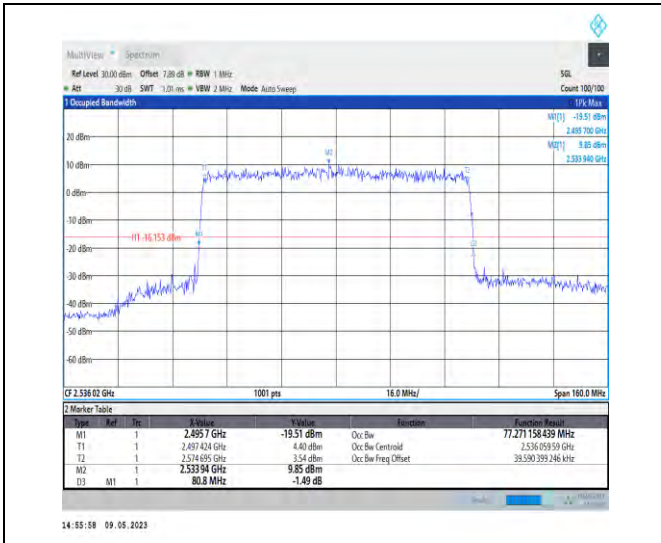 MultiView Spectrum
Ref Level 30.00 dBm Offset 7.89 dB RBW 1 MHz SGL
Att 30 dB SWT 1.01 ms VBW 2 MHz Mode Auto Sweep Count 100/100
1 Occupied Bandwidth 1Pk Max
M1[1] -19.51 dBm
2.495 700 GHz
M2[1] 9.85 dBm
2.533 940 GHz
20 dBm
M2
10 dBm
0 dBm
-10 dBm
H1 -16.153 dBm
M1
-20 dBm
-30 dBm
-40 dBm
-50 dBm
-60 dBm
CF 2.536 02 GHz 1001 pts 16.0 MHz/ Span 160.0 MHz
2 Marker Table
Type Ref Trc X-Value Y-Value Function Function Result
M1 1 2.495 7 GHz -19.51 dBm Occ Bw 77.271 158 439 MHz
T1 1 2.497 424 GHz 4.40 dBm Occ Bw Centroid 2.536 059 59 GHz
T2 1 2.574 695 GHz 3.54 dBm Occ Bw Freq Offset 39.590 399 246 kHz
M2 1 2.533 94 GHz 9.85 dBm
D3 M1 1 80.8 MHz -1.49 dB
14:55:58 09.05.2023